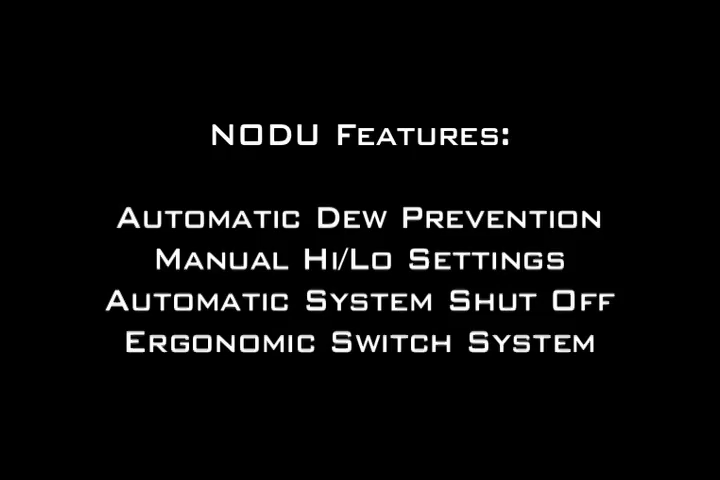 NODU Features:
Automatic Dew Prevention
Manual Hi/Lo Settings
Automatic System Shut Off
Ergonomic Switch System